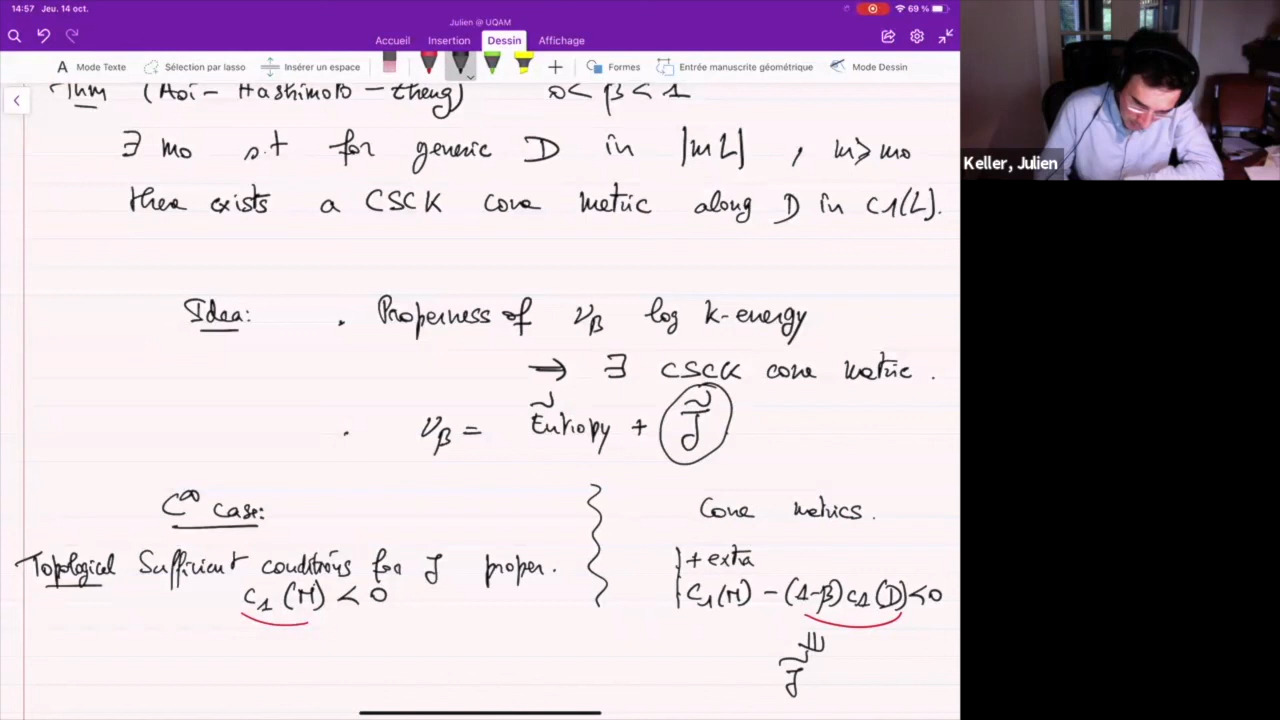 14:57 Jeu. 14 oct.
69 %
Julien @ UQAM
Accueil Insertion Dessin Affichage
Mode Texte Sélection par lasso Insérer un espace Formes Entrée manuscrite géométrique Mode Dessin
Keller, Julien
Thm (Aoi - Hashimoto - Zheng) 0 < β < 1
∃ m0 s.t for generic D in |mL| , m > m0
there exists a CSCK cone metric along D in c1(L).
Idea: . Properness of ν_β log K-energy
⇒ ∃ CSCK cone metric .
. ν_β = Ẽntropy + J̃
C^∞ case:
Topological Sufficient conditions for J proper.
c1(M) < 0
Cone metrics .
+ extra
c1(M) - (1-β)c1(D) < 0
J̃